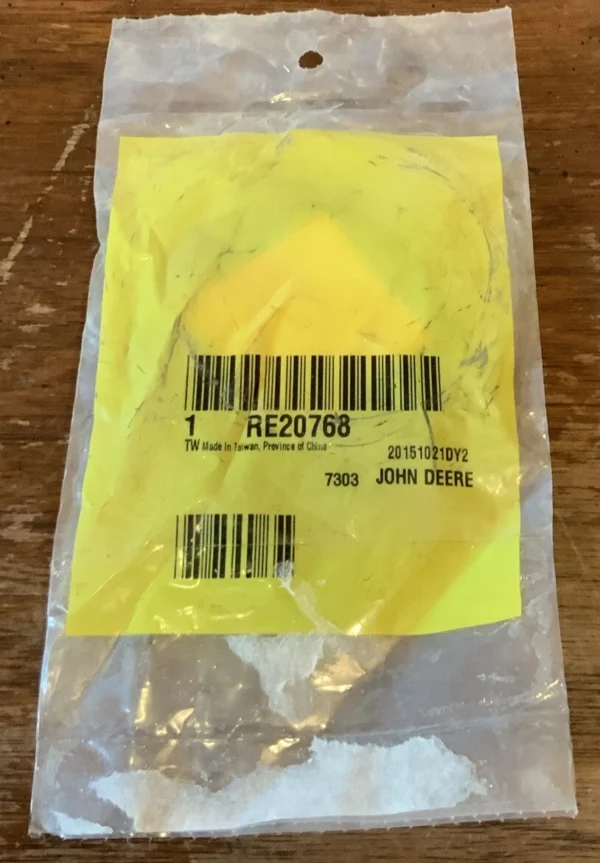 1 RE20768
TW Made In Taiwan, Province of China
20151021DY2
7303 JOHN DEERE